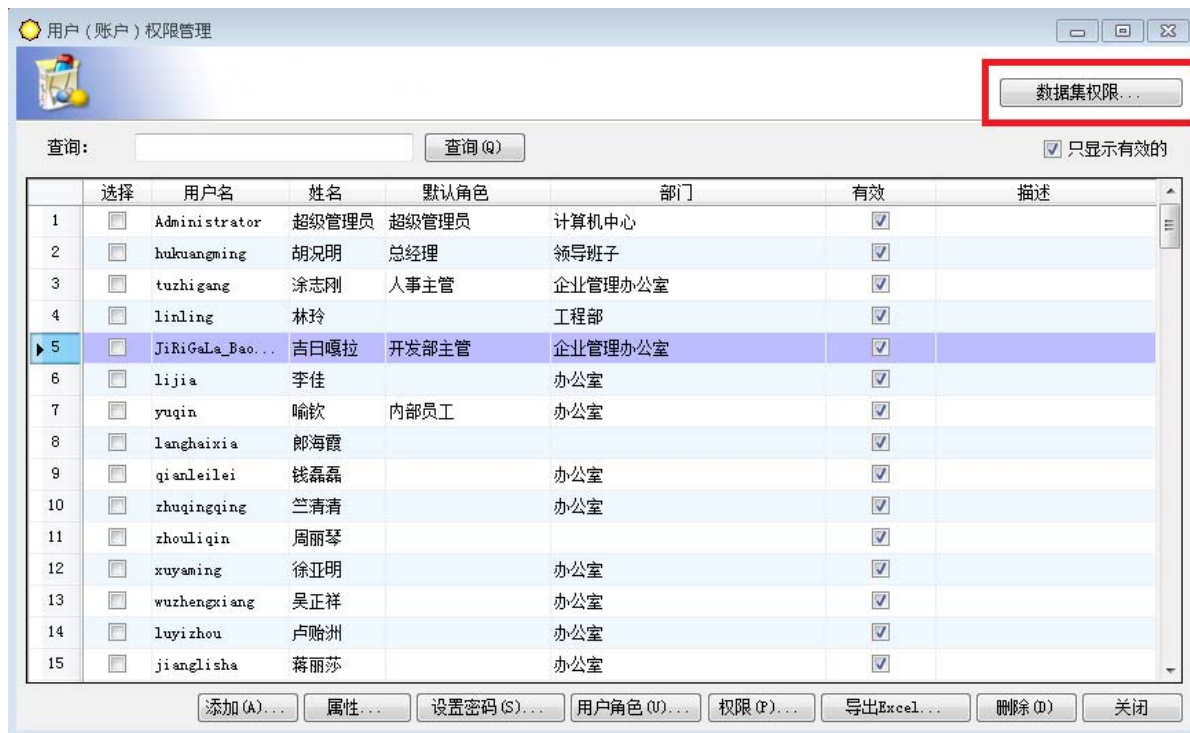 用户（账户）权限管理
数据集权限...
查询： 查询(Q) 只显示有效的
选择 用户名 姓名 默认角色 部门 有效 描述
1 Administrator 超级管理员 超级管理员 计算机中心
2 hukuangming 胡况明 总经理 领导班子
3 tuzhigang 涂志刚 人事主管 企业管理办公室
4 linling 林玲 工程部
5 JiRiGaLa_Bao... 吉日嘎拉 开发部主管 企业管理办公室
6 lijia 李佳 办公室
7 yuqin 喻钦 内部员工 办公室
8 langhaixia 郎海霞
9 qianleilei 钱磊磊 办公室
10 zhuqingqing 竺清清 办公室
11 zhouliqin 周丽琴
12 xuyaming 徐亚明 办公室
13 wuzhengxiang 吴正祥 办公室
14 luyizhou 卢贻洲 办公室
15 jianglisha 蒋丽莎 办公室
添加(A)... 属性... 设置密码(S)... 用户角色(U)... 权限(P)... 导出Excel... 删除(D) 关闭